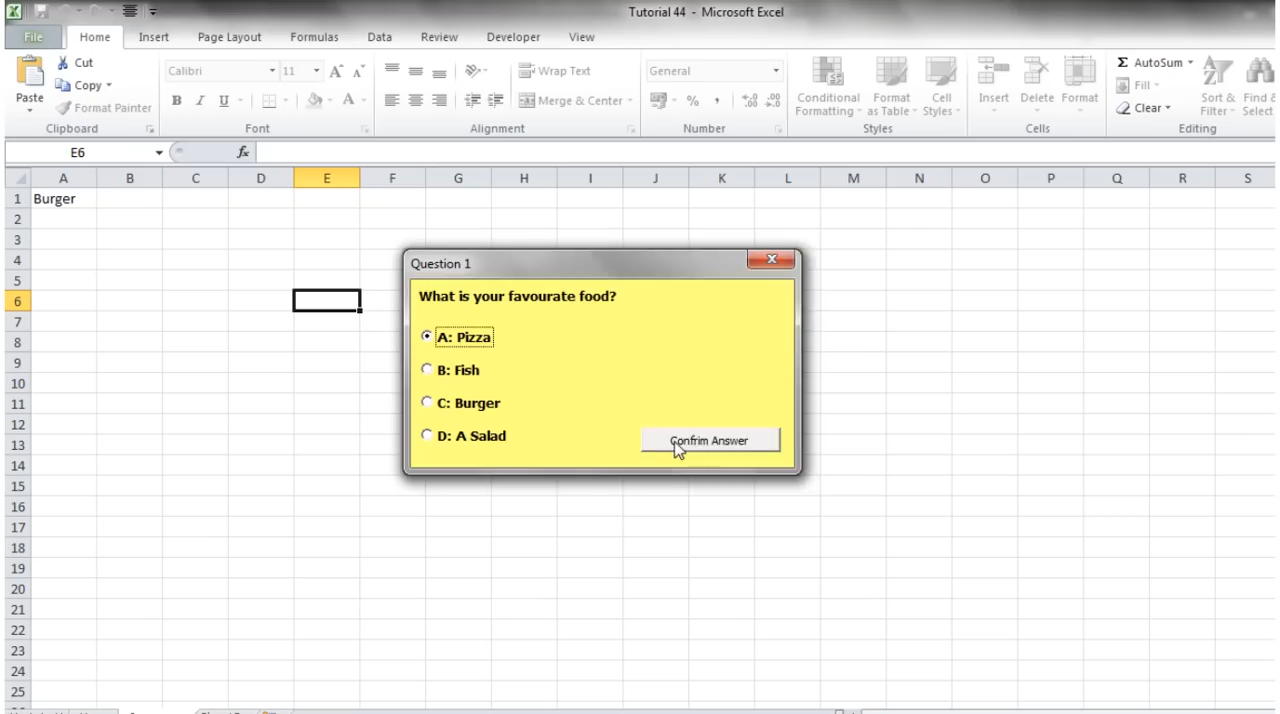 Tutorial 44 - Microsoft Excel
File Home Insert Page Layout Formulas Data Review Developer View
Cut
Copy
Format Painter
Paste
Clipboard
Calibri 11
B I U
Font
Wrap Text
Merge & Center
Alignment
General
% ,
Number
Conditional Formatting
Format as Table
Cell Styles
Styles
Insert Delete Format
Cells
Σ AutoSum
Fill
Clear
Sort & Filter
Find & Select
Editing
E6 fx
A B C D E F G H I J K L M N O P Q R S
1 Burger
2
3
4
5
6
7
8
9
10
11
12
13
14
15
16
17
18
19
20
21
22
23
24
25
Question 1
What is your favourate food?
A: Pizza
B: Fish
C: Burger
D: A Salad
Confrim Answer